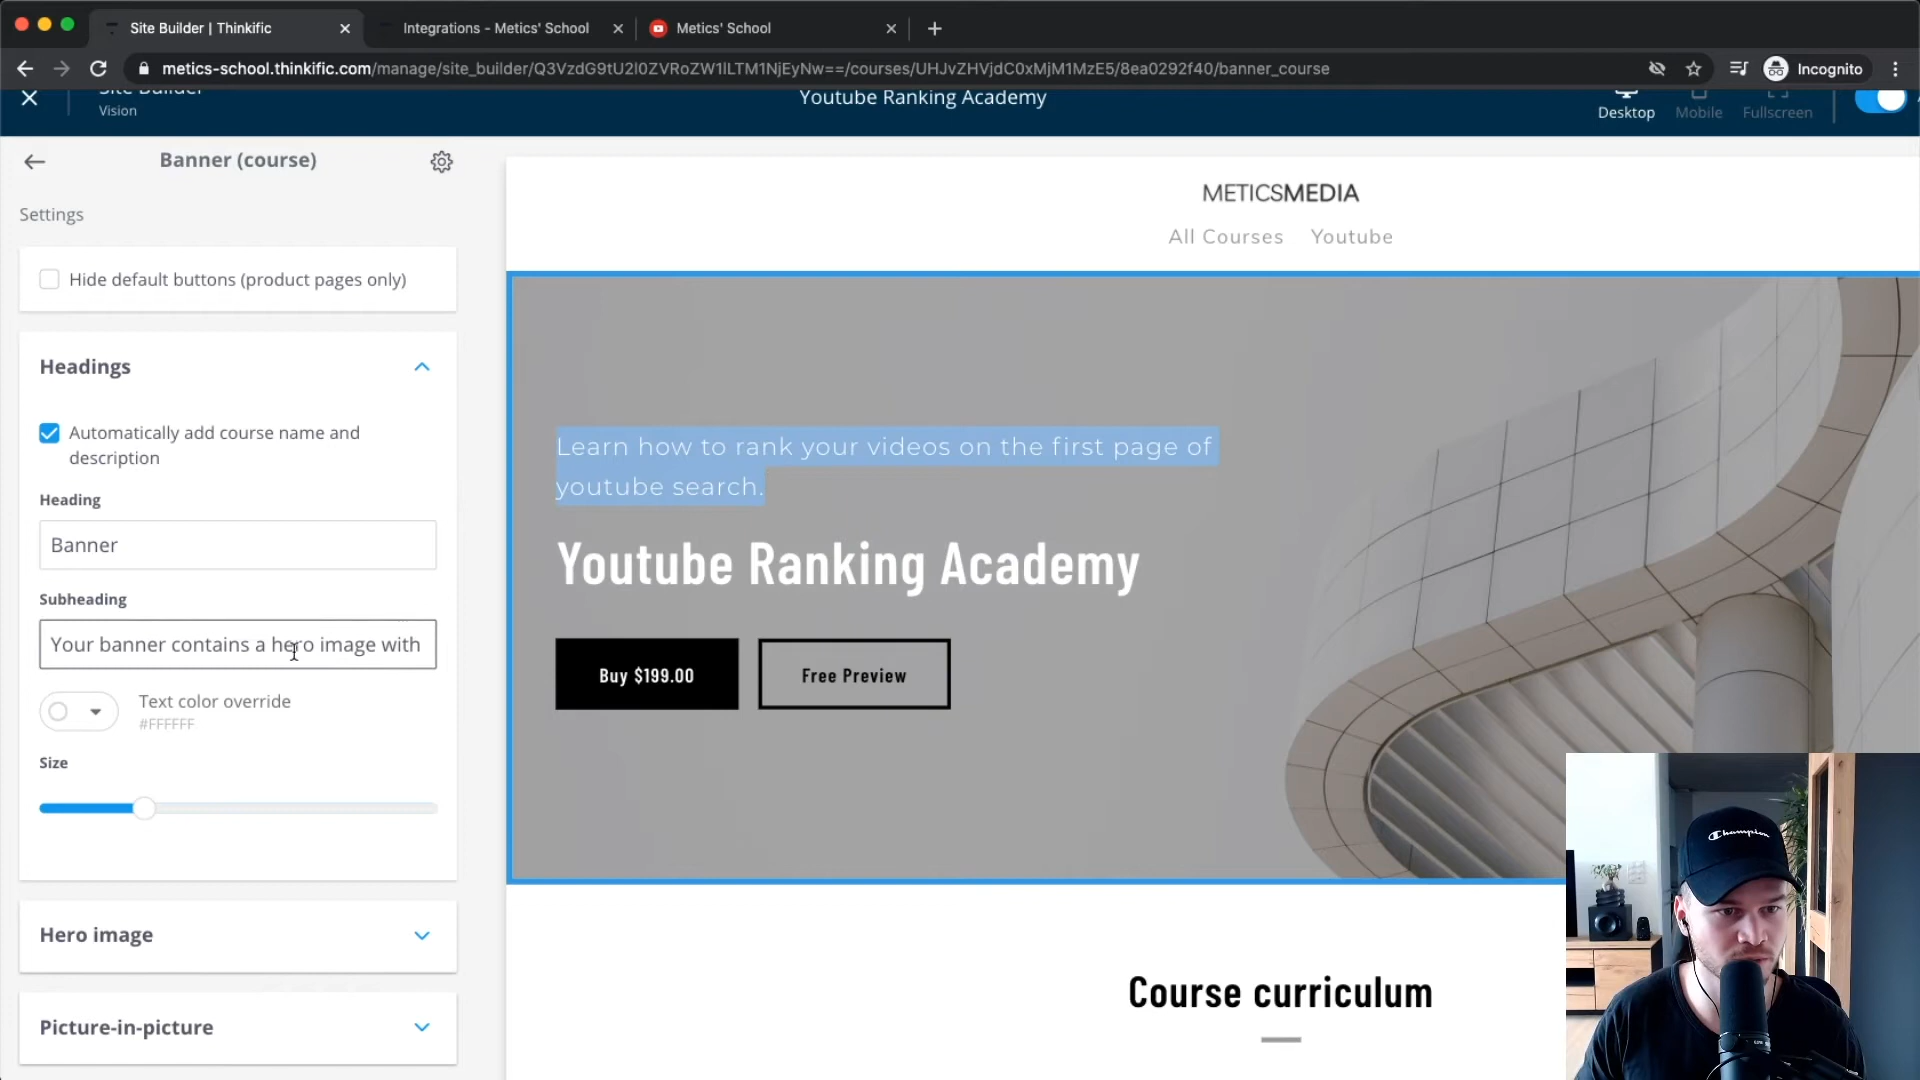 Site Builder | Thinkific
Integrations - Metics' School
Metics' School
metics-school.thinkific.com/manage/site_builder/Q3VzdG9tU2l0ZVRoZW1lLTM1NjEyNw==/courses/UHJvZHVjdC0xMjM1MzE5/8ea0292f40/banner_course
Incognito
Site Builder
Vision
Youtube Ranking Academy
Desktop
Mobile
Fullscreen
Banner (course)
Settings
Hide default buttons (product pages only)
Headings
Automatically add course name and
description
Heading
Banner
Subheading
Your banner contains a hero image with
Text color override
#FFFFFF
Size
Hero image
Picture-in-picture
METICSMEDIA
All Courses
Youtube
Learn how to rank your videos on the first page of
youtube search.
Youtube Ranking Academy
Buy $199.00
Free Preview
Course curriculum
Champion